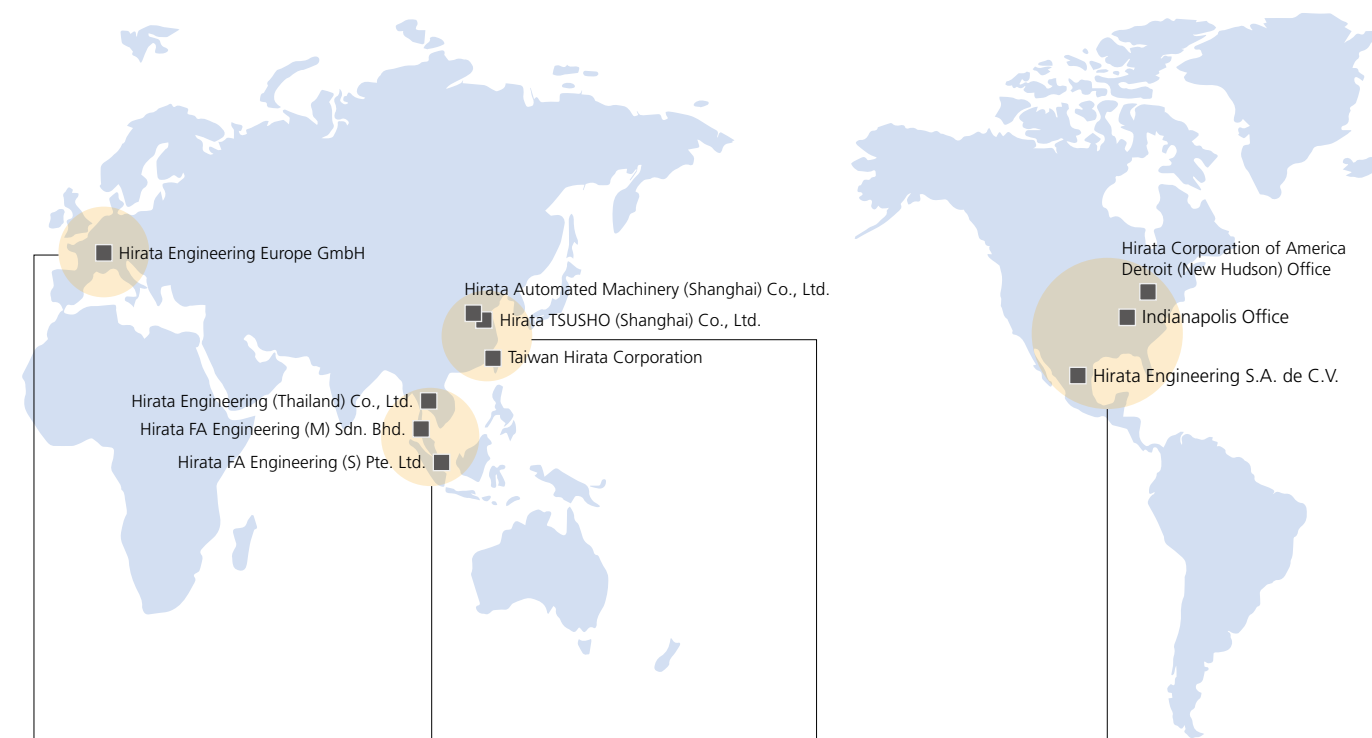 Hirata Engineering Europe GmbH
Hirata Automated Machinery (Shanghai) Co., Ltd.
Hirata TSUSHO (Shanghai) Co., Ltd.
Taiwan Hirata Corporation
Hirata Engineering (Thailand) Co., Ltd.
Hirata FA Engineering (M) Sdn. Bhd.
Hirata FA Engineering (S) Pte. Ltd.
Hirata Corporation of America
Detroit (New Hudson) Office
Indianapolis Office
Hirata Engineering S.A. de C.V.